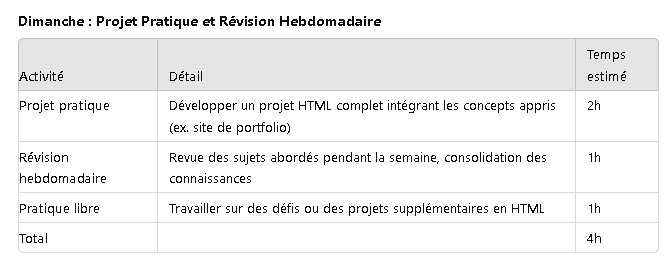 Dimanche : Projet Pratique et Révision Hebdomadaire
Activité Détail Temps estimé
Projet pratique Développer un projet HTML complet intégrant les concepts appris
(ex. site de portfolio) 2h
Révision hebdomadaire Revue des sujets abordés pendant la semaine, consolidation des
connaissances 1h
Pratique libre Travailler sur des défis ou des projets supplémentaires en HTML 1h
Total 4h